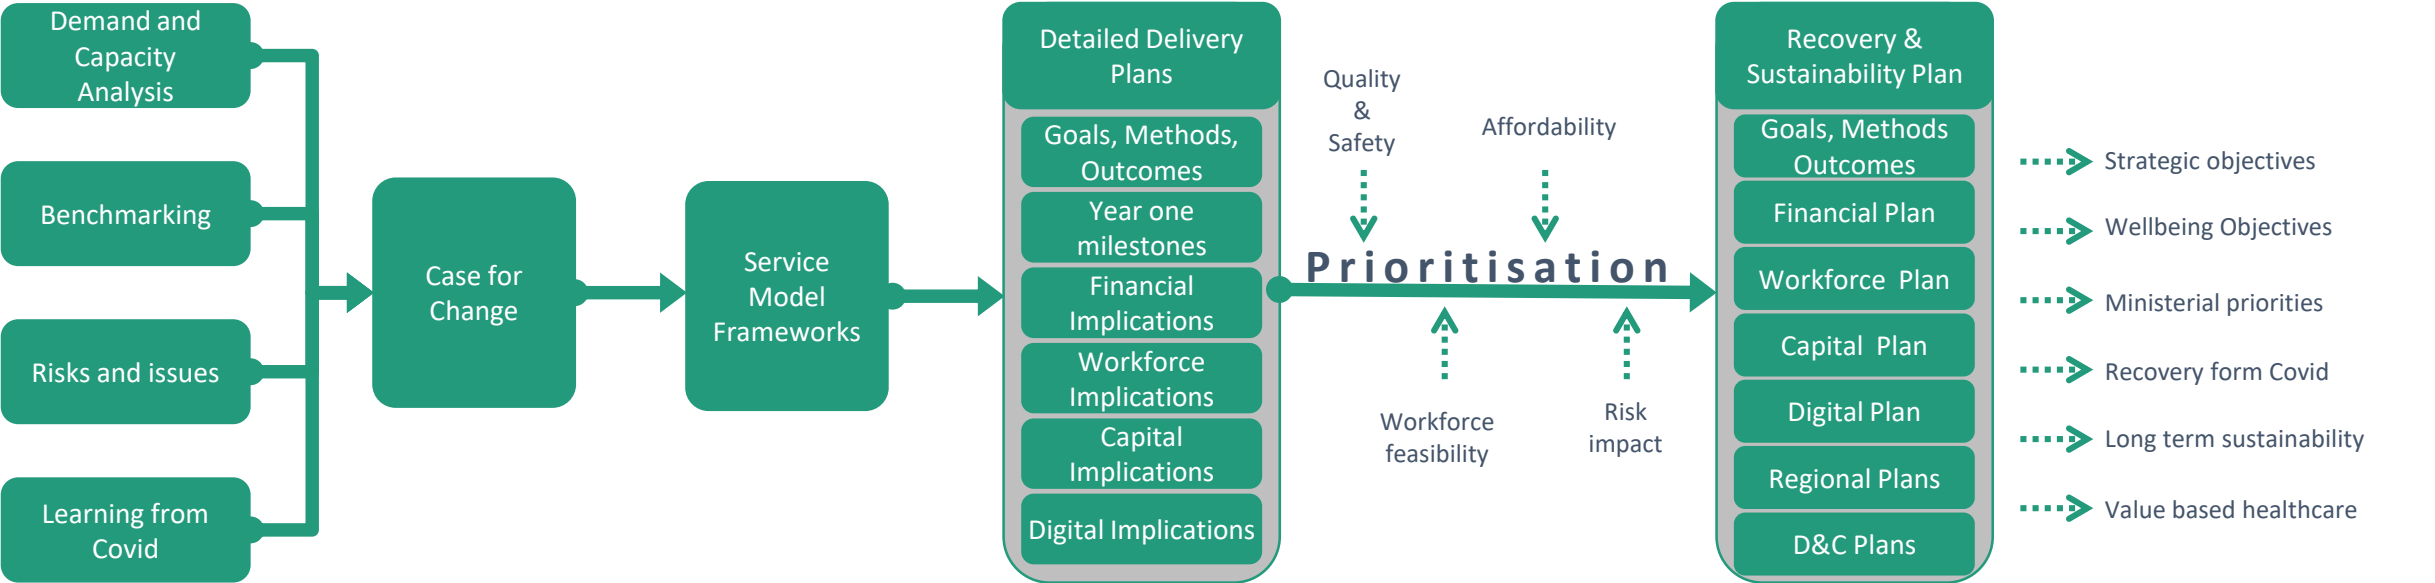 Demand and
Capacity
Analysis
Benchmarking
Risks and issues
Learning from
Covid
Case for
Change
Service
Model
Frameworks
Detailed Delivery
Plans
Goals, Methods,
Outcomes
Year one
milestones
Financial
Implications
Workforce
Implications
Capital
Implications
Digital Implications
Quality
&
Safety
Affordability
Prioritisation
Workforce
feasibility
Risk
impact
Recovery &
Sustainability Plan
Goals, Methods
Outcomes
Financial Plan
Workforce Plan
Capital Plan
Digital Plan
Regional Plans
D&C Plans
Strategic objectives
Wellbeing Objectives
Ministerial priorities
Recovery form Covid
Long term sustainability
Value based healthcare